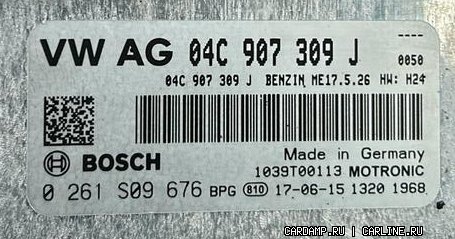 VW AG 04C 907 309 J 0050
04C 907 309 J BENZIN ME17.5.26 HW: H24
BOSCH
Made in Germany
1039T00113 MOTRONIC
0 261 S09 676 BPG 810 17-06-15 1320 1968
CARDAMP.RU | CARLINE.RU